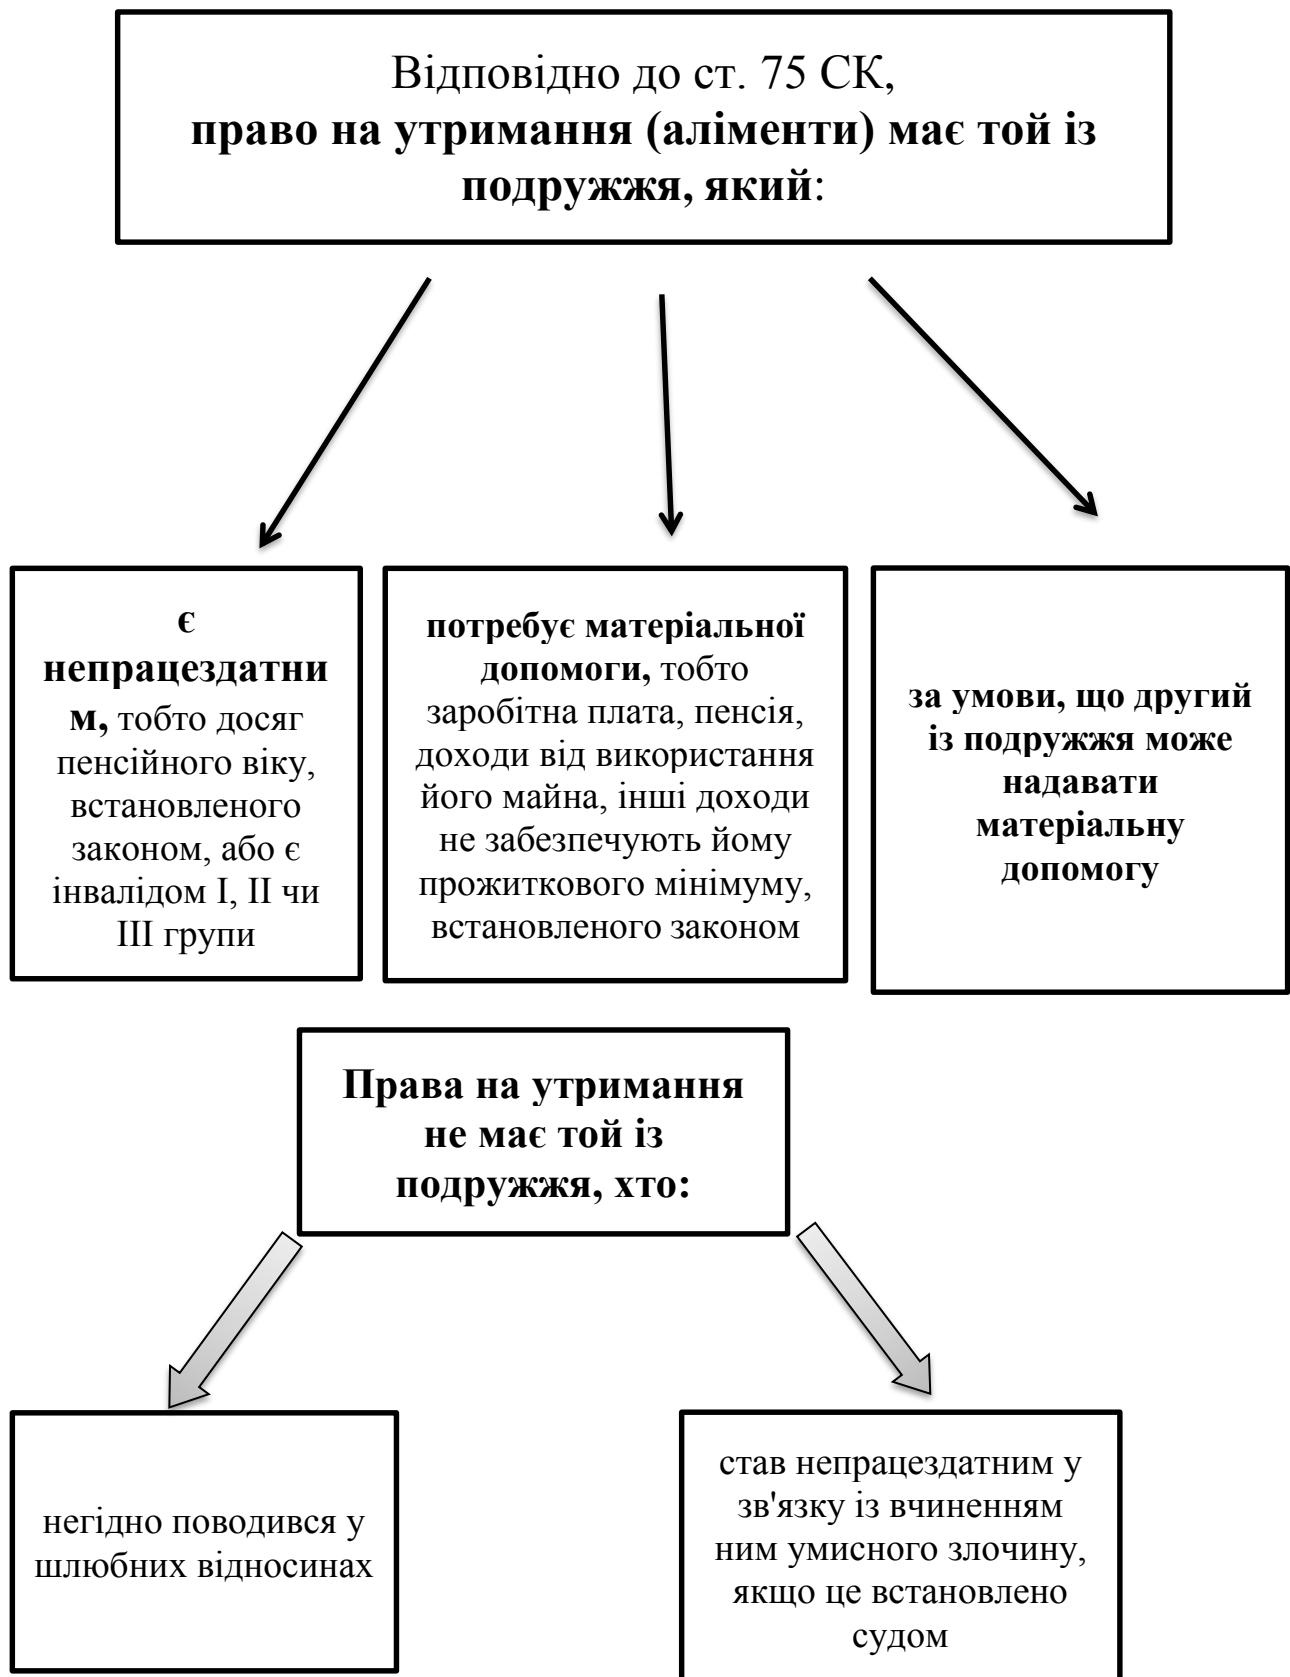 Відповідно до ст. 75 СК,
право на утримання (аліменти) має той із
подружжя, який:
є
непрацездатни
м, тобто досяг
пенсійного віку,
встановленого
законом, або є
інвалідом І, ІІ чи
ІІІ групи
потребує матеріальної
допомоги, тобто
заробітна плата, пенсія,
доходи від використання
його майна, інші доходи
не забезпечують йому
прожиткового мінімуму,
встановленого законом
за умови, що другий
із подружжя може
надавати
матеріальну
допомогу
Права на утримання
не має той із
подружжя, хто:
негідно поводився у
шлюбних відносинах
став непрацездатним у
зв'язку із вчиненням
ним умисного злочину,
якщо це встановлено
судом